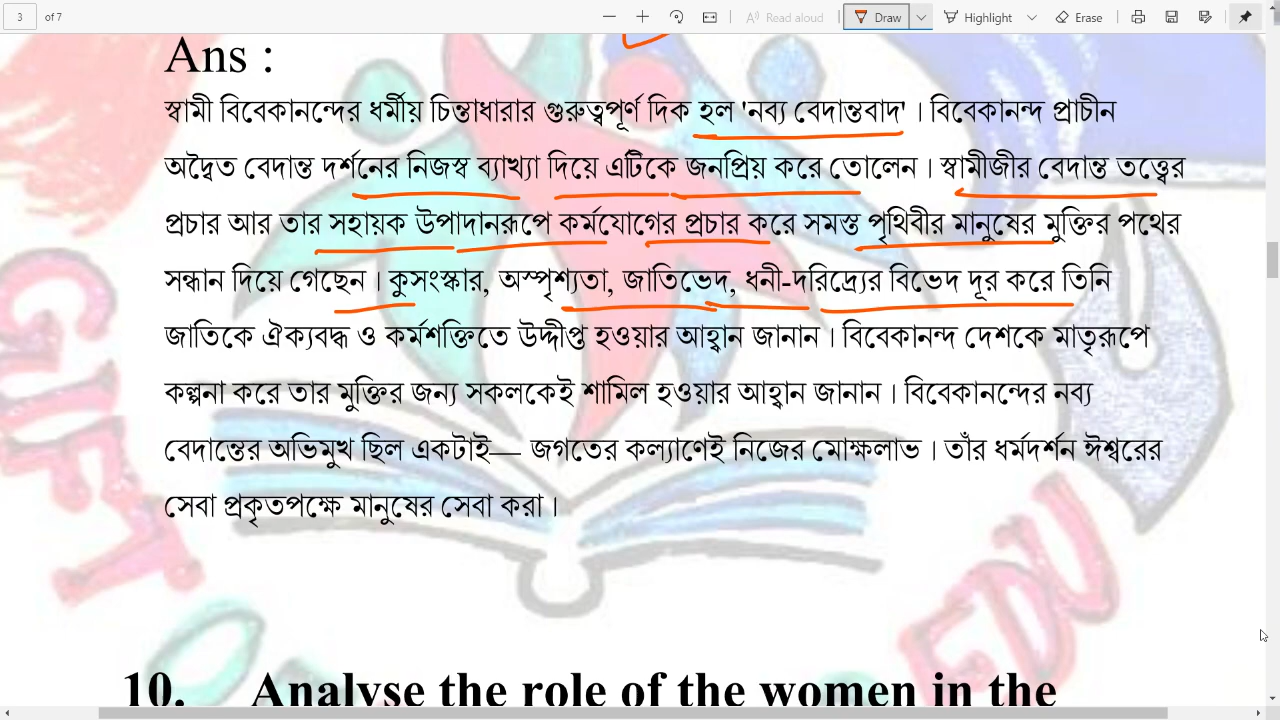 3 of 7 Read aloud Draw Highlight Erase
Ans :
স্বামী বিবেকানন্দের ধর্মীয় চিন্তাধারার গুরুত্বপূর্ণ দিক হল 'নব্য বেদান্তবাদ' । বিবেকানন্দ প্রাচীন
অদ্বৈত বেদান্ত দর্শনের নিজস্ব ব্যাখ্যা দিয়ে এটিকে জনপ্রিয় করে তোলেন । স্বামীজীর বেদান্ত তত্ত্বের
প্রচার আর তার সহায়ক উপাদানরূপে কর্মযোগের প্রচার করে সমস্ত পৃথিবীর মানুষের মুক্তির পথের
সন্ধান দিয়ে গেছেন । কুসংস্কার, অস্পৃশ্যতা, জাতিভেদ, ধনী-দরিদ্র্যের বিভেদ দূর করে তিনি
জাতিকে ঐক্যবদ্ধ ও কর্মশক্তিতে উদ্দীপ্ত হওয়ার আহ্বান জানান । বিবেকানন্দ দেশকে মাতৃরূপে
কল্পনা করে তার মুক্তির জন্য সকলকেই শামিল হওয়ার আহ্বান জানান । বিবেকানন্দের নব্য
বেদান্তের অভিমুখ ছিল একটাই— জগতের কল্যাণেই নিজের মোক্ষলাভ । তাঁর ধর্মদর্শন ঈশ্বরের
সেবা প্রকৃতপক্ষে মানুষের সেবা করা ।
GIFT
EDU
10. Analyse the role of the women in the